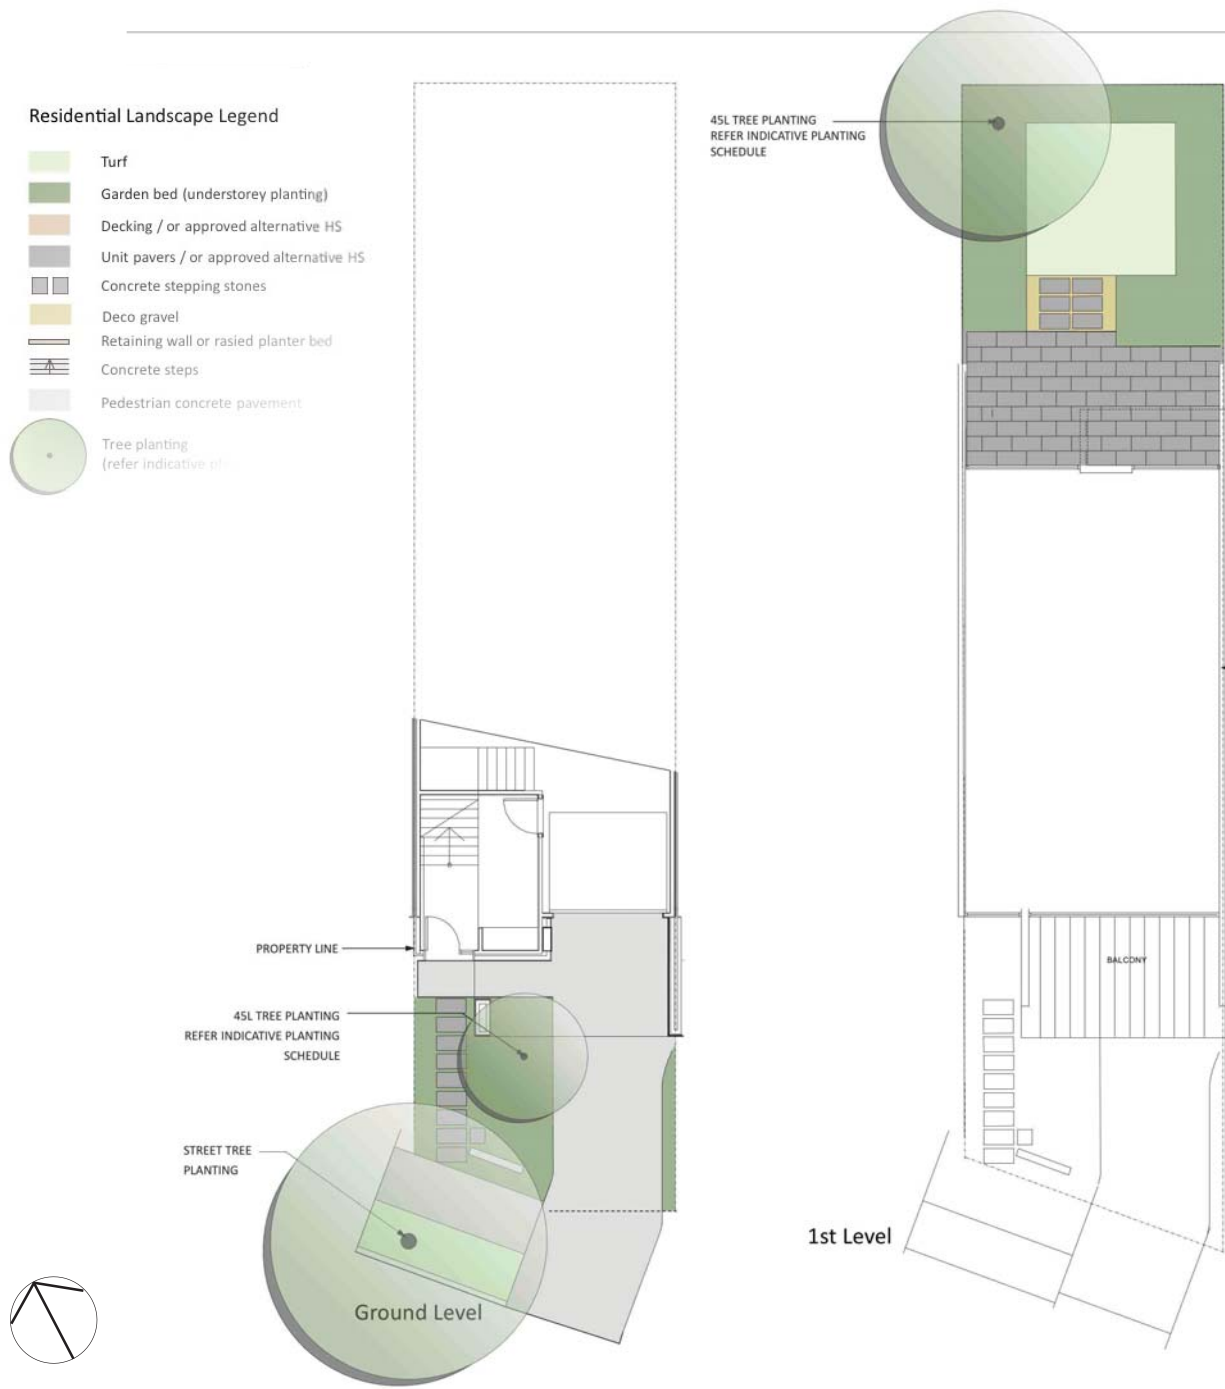 Residential Landscape Legend
Turf
Garden bed (understorey planting)
Decking / or approved alternative HS
Unit pavers / or approved alternative HS
Concrete stepping stones
Deco gravel
Retaining wall or rasied planter bed
Concrete steps
Pedestrian concrete pavement
Tree planting
(refer indicative
45L TREE PLANTING
REFER INDICATIVE PLANTING
SCHEDULE
PROPERTY LINE
45L TREE PLANTING
REFER INDICATIVE PLANTING
SCHEDULE
STREET TREE
PLANTING
Ground Level
BALCONY
1st Level